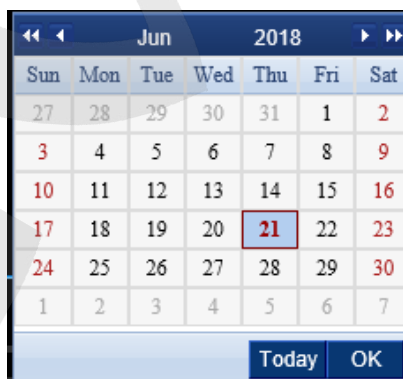 Jun 2018
Sun Mon Tue Wed Thu Fri Sat
27 28 29 30 31 1 2
3 4 5 6 7 8 9
10 11 12 13 14 15 16
17 18 19 20 21 22 23
24 25 26 27 28 29 30
1 2 3 4 5 6 7
Today OK